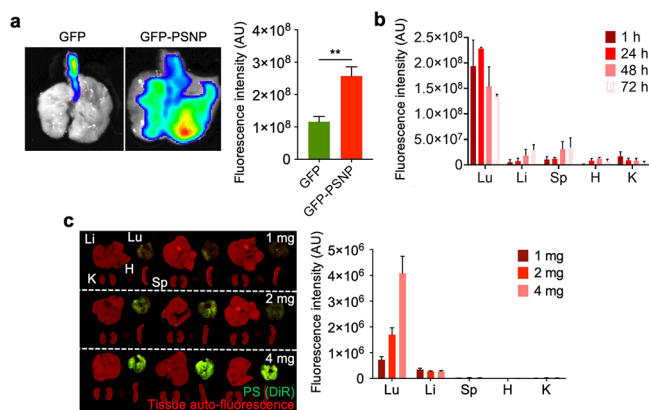 a
GFP
GFP-PSNP
Fluorescence intensity (AU)
4×10⁸
3×10⁸
2×10⁸
1×10⁸
0
**
GFP
GFP-PSNP
b
Fluorescence intensity (AU)
2.5×10⁸
2.0×10⁸
1.5×10⁸
1.0×10⁸
5.0×10⁷
0
1 h
24 h
48 h
72 h
Lu
Li
Sp
H
K
c
Li
Lu
1 mg
H
K
Sp
2 mg
4 mg
PS (DiR)
Tissue auto-fluorescence
Fluorescence intensity (AU)
5×10⁶
4×10⁶
3×10⁶
2×10⁶
1×10⁶
0
1 mg
2 mg
4 mg
Lu
Li
Sp
H
K